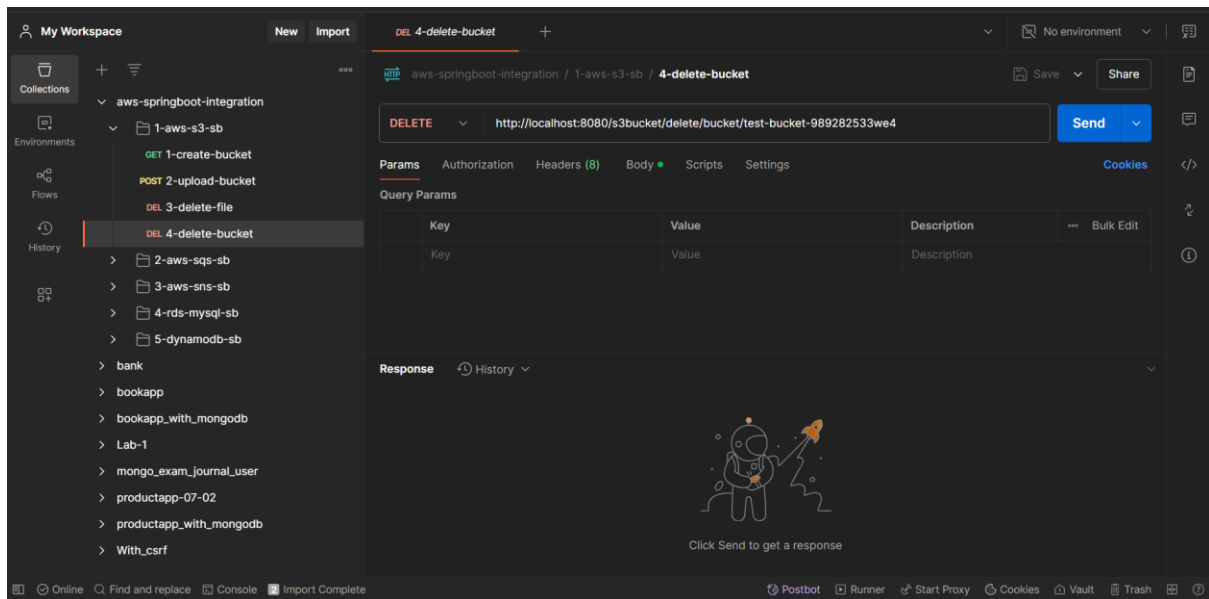 My Workspace New Import DEL 4-delete-bucket No environment
Collections
Environments
Flows
History
aws-springboot-integration
1-aws-s3-sb
GET 1-create-bucket
POST 2-upload-bucket
DEL 3-delete-file
DEL 4-delete-bucket
2-aws-sqs-sb
3-aws-sns-sb
4-rds-mysql-sb
5-dynamodb-sb
bank
bookapp
bookapp_with_mongodb
Lab-1
mongo_exam_journal_user
productapp-07-02
productapp_with_mongodb
With_csrf
HTTP aws-springboot-integration / 1-aws-s3-sb / 4-delete-bucket Save Share
DELETE http://localhost:8080/s3bucket/delete/bucket/test-bucket-989282533we4 Send
Params Authorization Headers (8) Body Scripts Settings Cookies
Query Params
Key Value Description Bulk Edit
Key Value Description
Response History
Click Send to get a response
Online Find and replace Console 2 Import Complete Postbot Runner Start Proxy Cookies Vault Trash